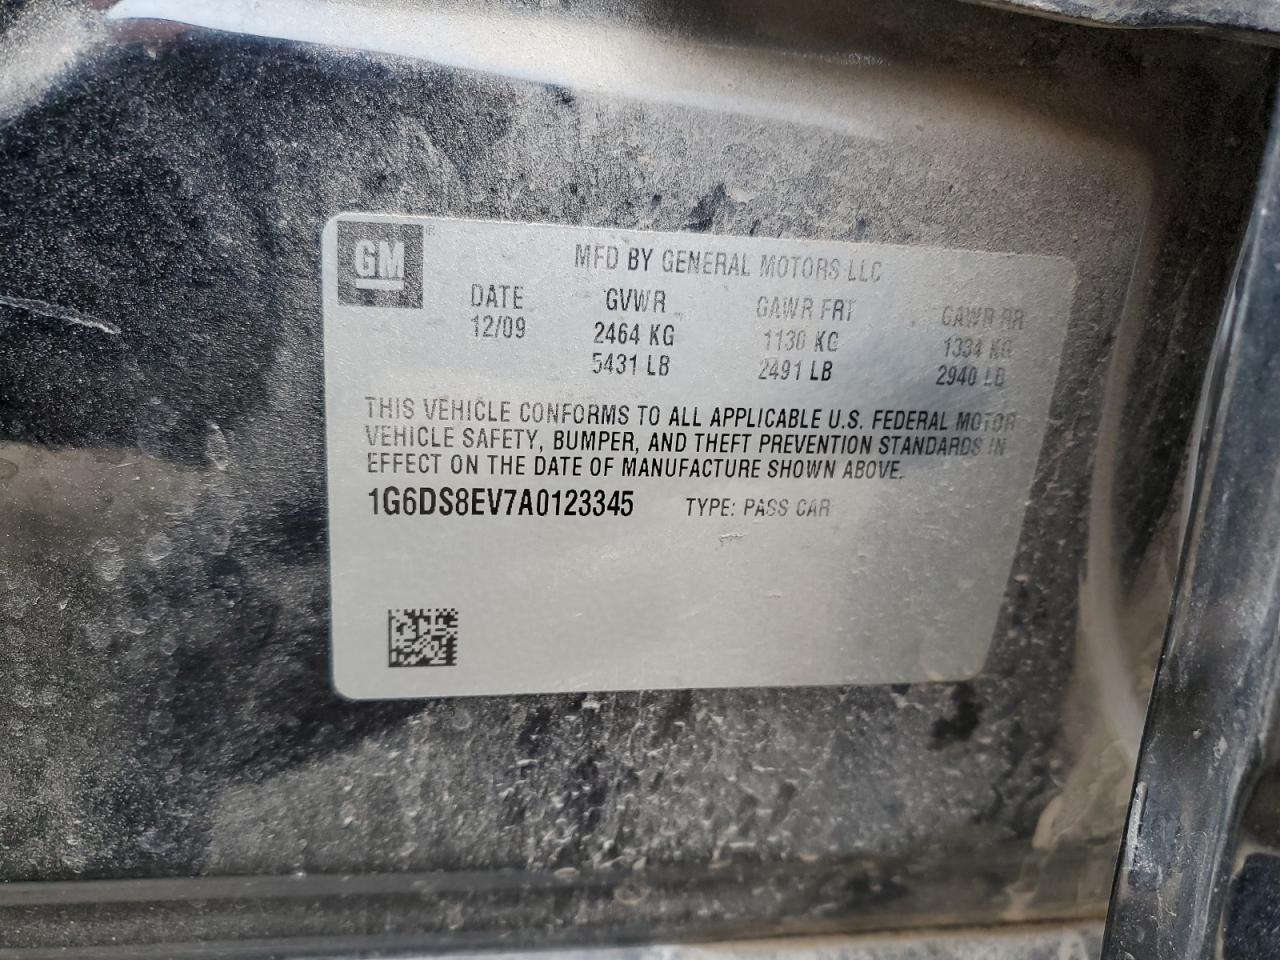 GM
MFD BY GENERAL MOTORS LLC
DATE GVWR GAWR FRT GAWR RR
12/09 2464 KG 1130 KG 1334 KG
5431 LB 2491 LB 2940 LB
THIS VEHICLE CONFORMS TO ALL APPLICABLE U.S. FEDERAL MOTOR
VEHICLE SAFETY, BUMPER, AND THEFT PREVENTION STANDARDS IN
EFFECT ON THE DATE OF MANUFACTURE SHOWN ABOVE.
1G6DS8EV7A0123345 TYPE: PASS CAR